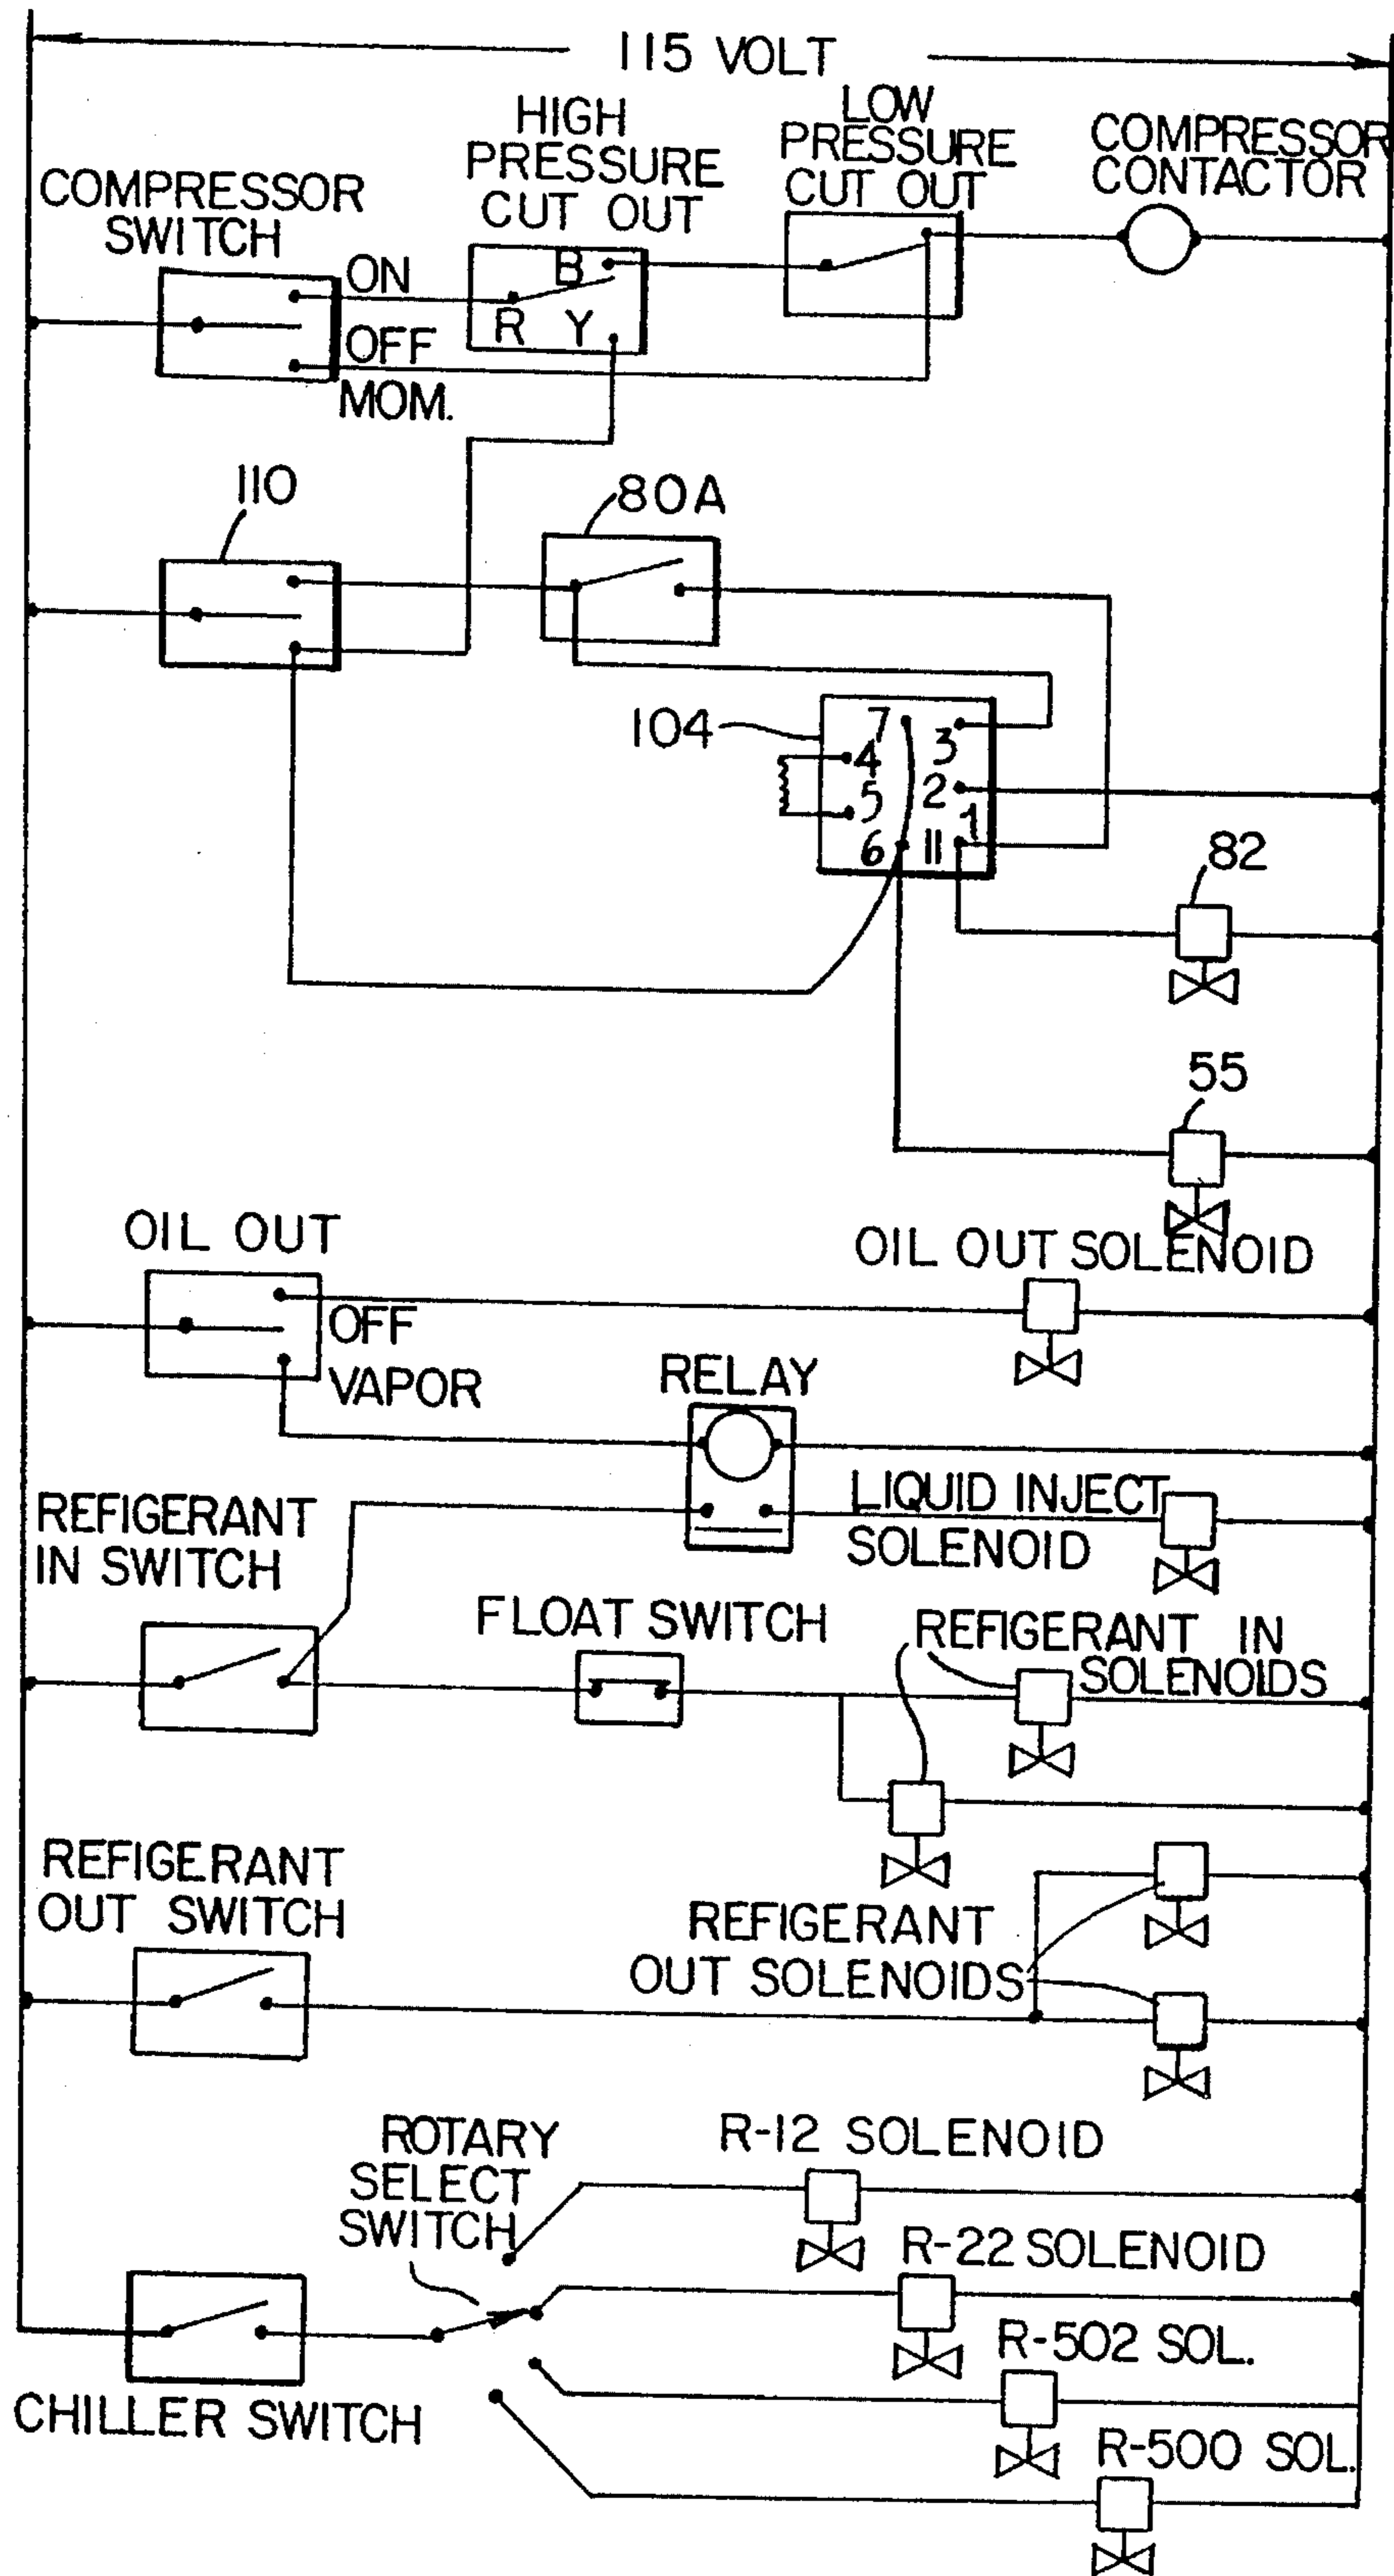 115 VOLT
HIGH
PRESSURE
CUT OUT
LOW
PRESSURE
CUT OUT
COMPRESSOR
CONTACTOR
COMPRESSOR
SWITCH
ON
OFF
MOM.
B
R Y
110
80A
104
7
4
5
6
3
2
1
11
82
55
OIL OUT
OFF
VAPOR
OIL OUT SOLENOID
RELAY
LIQUID INJECT
SOLENOID
REFIGERANT
IN SWITCH
FLOAT SWITCH
REFIGERANT IN
SOLENOIDS
REFIGERANT
OUT SWITCH
REFIGERANT
OUT SOLENOIDS
ROTARY
SELECT
SWITCH
R-12 SOLENOID
R-22 SOLENOID
R-502 SOL.
R-500 SOL.
CHILLER SWITCH